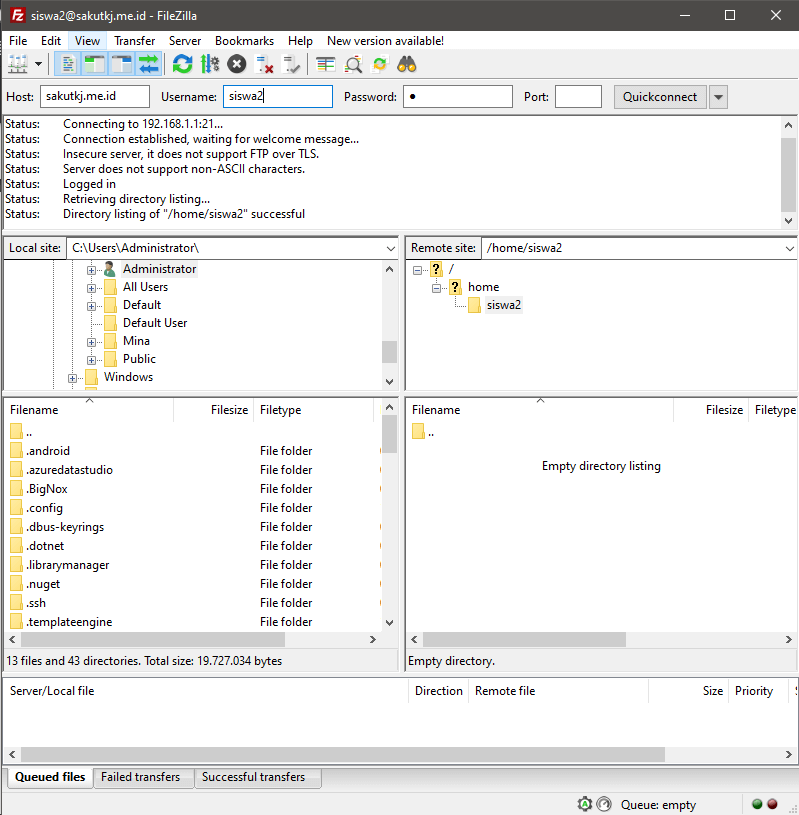 siswa2@sakutkj.me.id - FileZilla
File Edit View Transfer Server Bookmarks Help New version available!
Host: sakutkj.me.id Username: siswa2 Password: ● Port: Quickconnect
Status: Connecting to 192.168.1.1:21...
Status: Connection established, waiting for welcome message...
Status: Insecure server, it does not support FTP over TLS.
Status: Server does not support non-ASCII characters.
Status: Logged in
Status: Retrieving directory listing...
Status: Directory listing of "/home/siswa2" successful
Local site: C:\Users\Administrator\
Administrator
All Users
Default
Default User
Mina
Public
Windows
Remote site: /home/siswa2
/
home
siswa2
Filename Filesize Filetype
..
.android File folder
.azuredatastudio File folder
.BigNox File folder
.config File folder
.dbus-keyrings File folder
.dotnet File folder
.librarymanager File folder
.nuget File folder
.ssh File folder
.templateengine File folder
13 files and 43 directories. Total size: 19.727.034 bytes
Filename Filesize Filetype
..
Empty directory listing
Empty directory.
Server/Local file Direction Remote file Size Priority
Queued files Failed transfers Successful transfers
Queue: empty